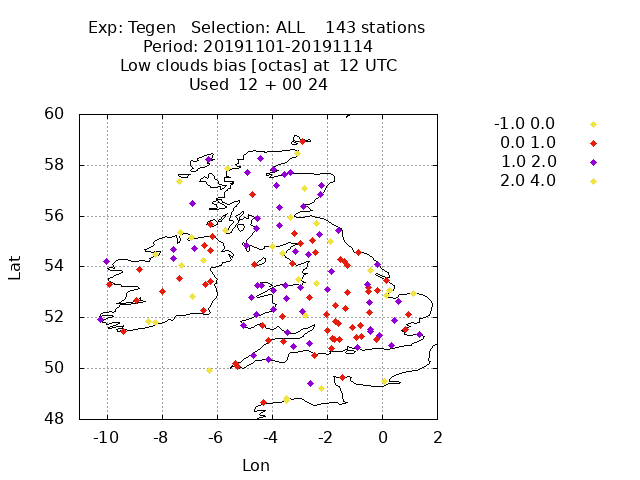 Exp: Tegen Selection: ALL 143 stations
Period: 20191101-20191114
Low clouds bias [octas] at 12 UTC
Used 12 + 00 24
-1.0 0.0
0.0 1.0
1.0 2.0
2.0 4.0
60
58
56
54
52
50
48
Lat
-10 -8 -6 -4 -2 0 2
Lon